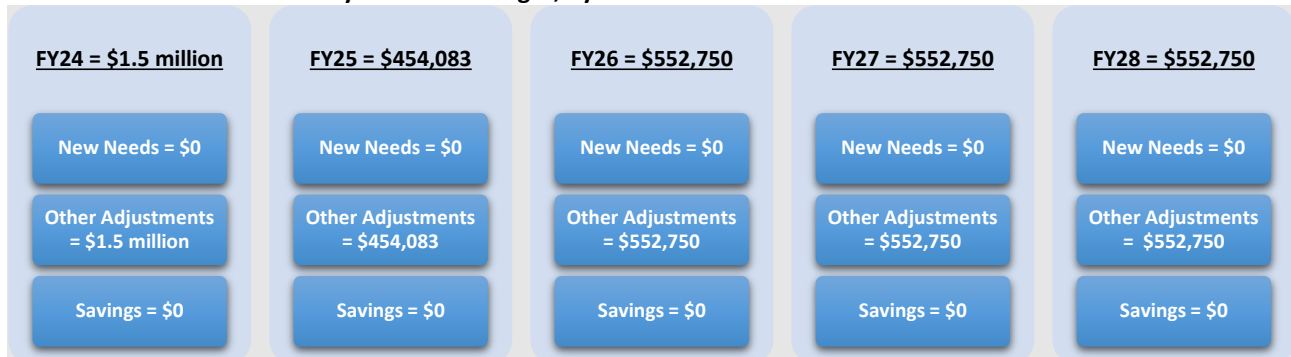 FY24 = $1.5 million
New Needs = $0
Other Adjustments
= $1.5 million
Savings = $0
FY25 = $454,083
New Needs = $0
Other Adjustments
= $454,083
Savings = $0
FY26 = $552,750
New Needs = $0
Other Adjustments
= $552,750
Savings = $0
FY27 = $552,750
New Needs = $0
Other Adjustments
= $552,750
Savings = $0
FY28 = $552,750
New Needs = $0
Other Adjustments
= $552,750
Savings = $0